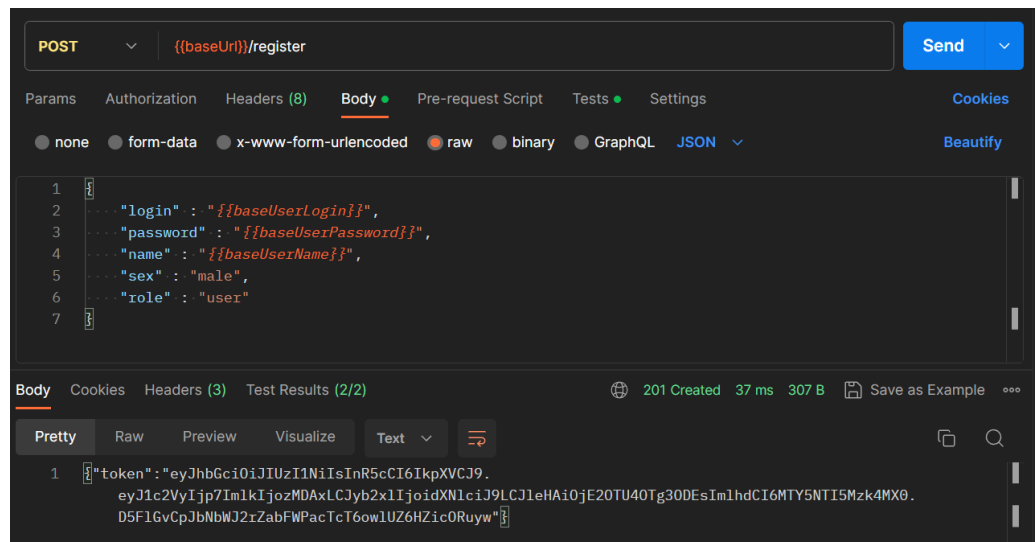 POST {{baseUrl}}/register Send
Params Authorization Headers (8) Body Pre-request Script Tests Settings Cookies
none form-data x-www-form-urlencoded raw binary GraphQL JSON Beautify
1 {
2 "login" : "{{baseUserLogin}}",
3 "password" : "{{baseUserPassword}}",
4 "name" : "{{baseUserName}}",
5 "sex" : "male",
6 "role" : "user"
7 }
Body Cookies Headers (3) Test Results (2/2) 201 Created 37 ms 307 B Save as Example
Pretty Raw Preview Visualize Text
1 {"token":"eyJhbGciOiJIUzI1NiIsInR5cCI6IkpXVCJ9.
eyJ1c2VyIjp7ImlkIjozMDAxLCJyb2xlIjoidXNlciJ9LCJleHAiOjE2OTU4OTg3ODEsImlhdCI6MTY5NTI5Mzk4MX0.
D5FlGvCpJbNbWJ2rZabFWPacTcT6owlUZ6HZicORuyw"}